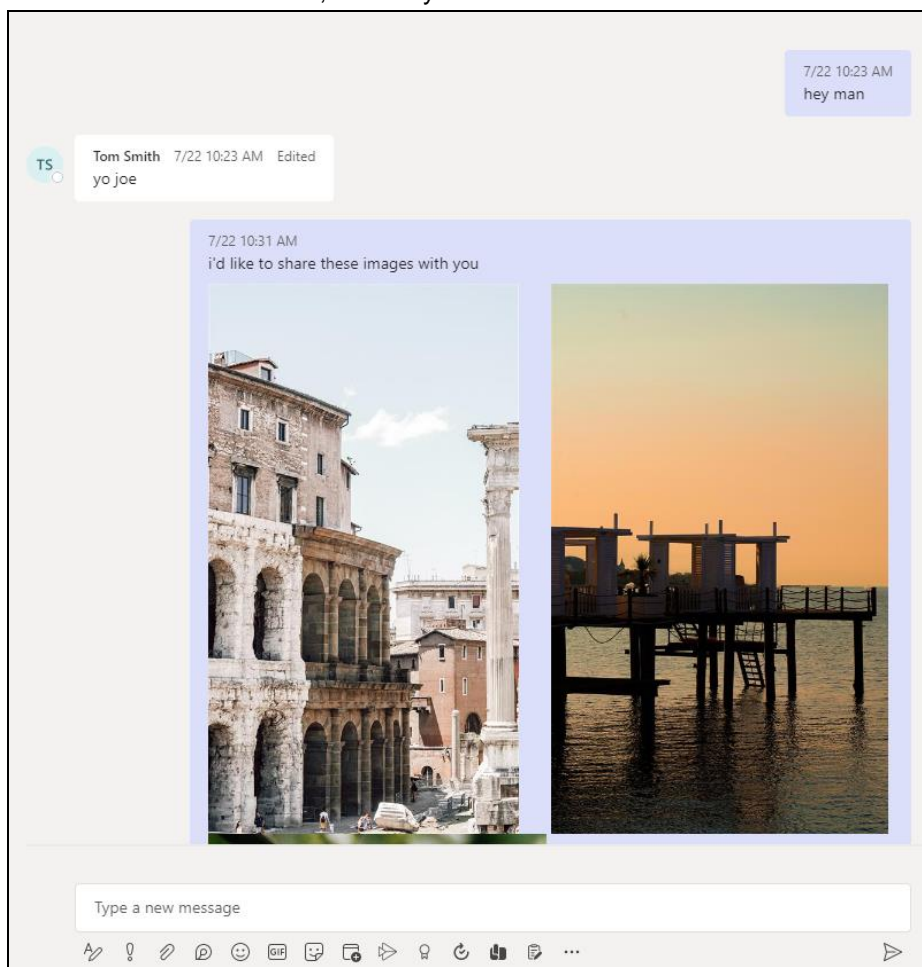 7/22 10:23 AM
hey man
TS
Tom Smith 7/22 10:23 AM Edited
yo joe
7/22 10:31 AM
i'd like to share these images with you
Type a new message
GIF